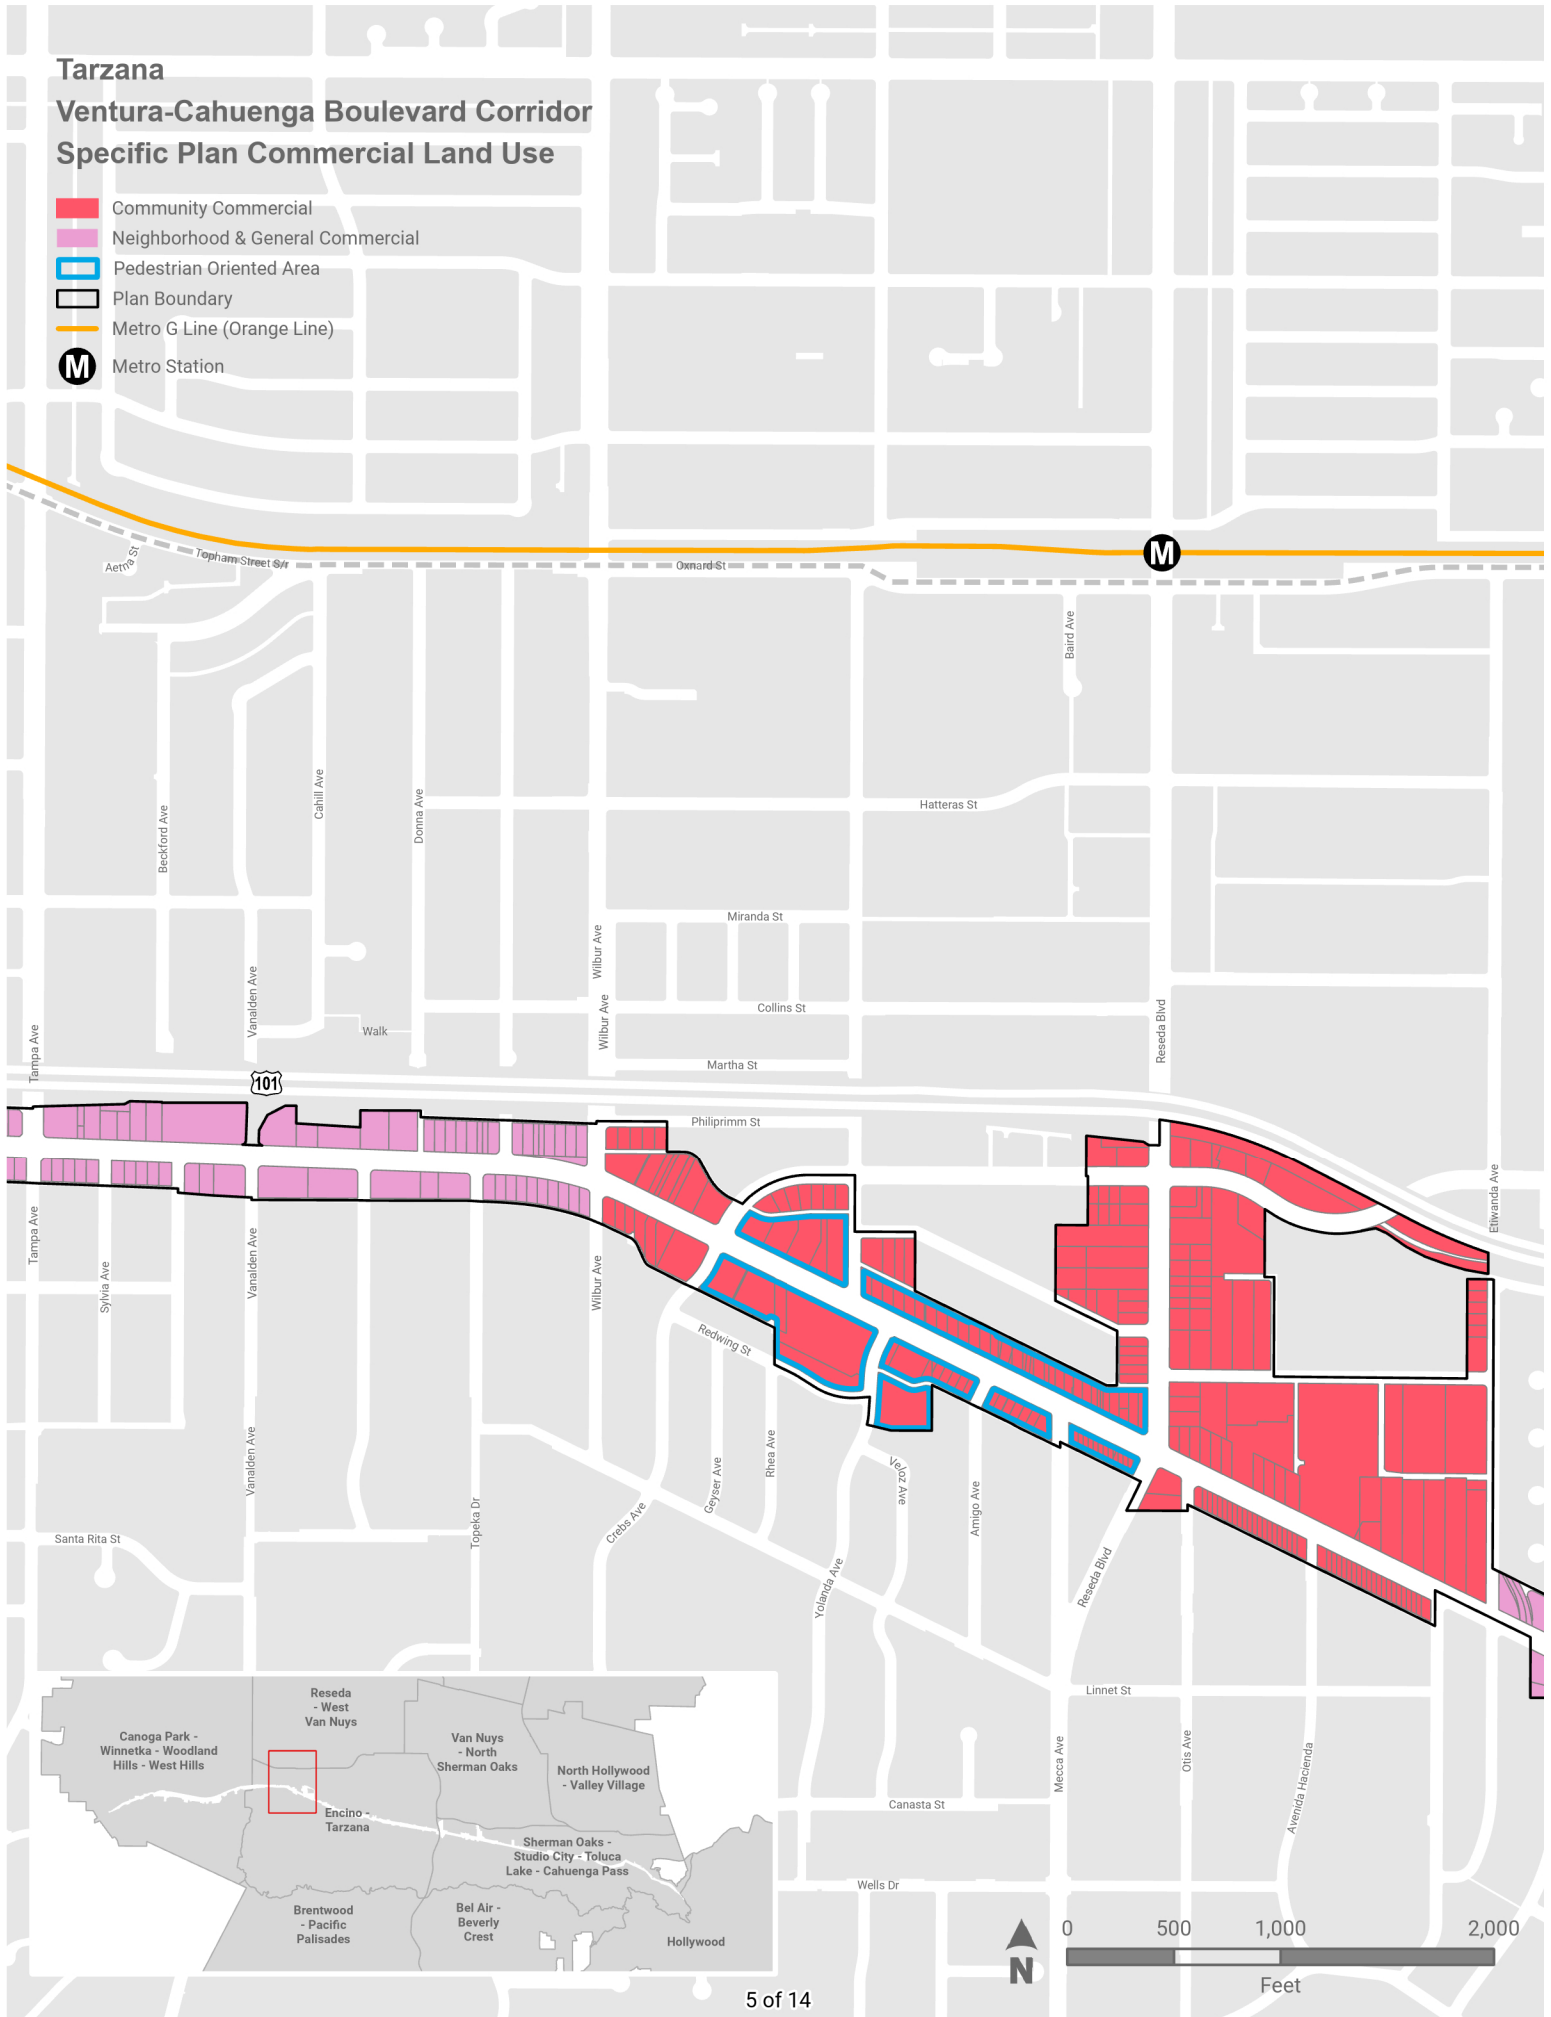 Tarzana
Ventura-Cahuenga Boulevard Corridor
Specific Plan Commercial Land Use
Community Commercial
Neighborhood & General Commercial
Pedestrian Oriented Area
Plan Boundary
Metro G Line (Orange Line)
M Metro Station
M
Aetna St
Topham Street S/r
Oxnard St
Baird Ave
Beckford Ave
Cahill Ave
Donna Ave
Hatteras St
Miranda St
Wilbur Ave
Vanalden Ave
Wilbur Ave
Collins St
Walk
Tampa Ave
Reseda Blvd
Martha St
101
Philiprimm St
Etiwanda Ave
Tampa Ave
Sylvia Ave
Vanalden Ave
Wilbur Ave
Redwing St
Vanalden Ave
Topeka Dr
Crebs Ave
Geyser Ave
Rhea Ave
Veloz Ave
Amigo Ave
Santa Rita St
Yolanda Ave
Reseda Blvd
Linnet St
Mecca Ave
Otis Ave
Avenida Hacienda
Canasta St
Wells Dr
Reseda
- West
Van Nuys
Canoga Park -
Winnetka - Woodland
Hills - West Hills
Van Nuys
- North
Sherman Oaks
North Hollywood
- Valley Village
Encino -
Tarzana
Sherman Oaks -
Studio City - Toluca
Lake - Cahuenga Pass
Brentwood
- Pacific
Palisades
Bel Air -
Beverly
Crest
Hollywood
N
0 500 1,000 2,000
Feet
5 of 14